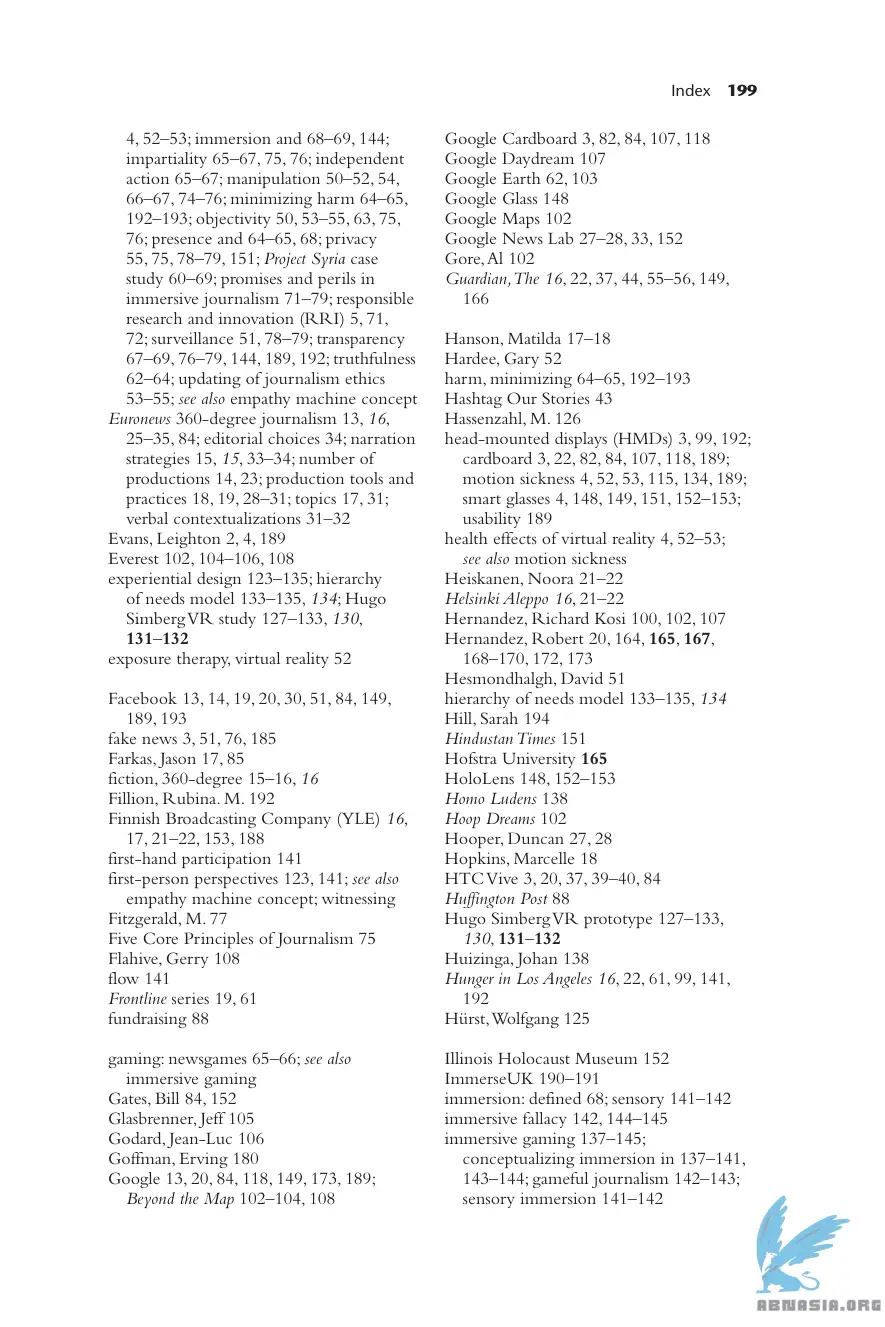 Index 199
4, 52–53; immersion and 68–69, 144;
impartiality 65–67, 75, 76; independent
action 65–67; manipulation 50–52, 54,
66–67, 74–76; minimizing harm 64–65,
192–193; objectivity 50, 53–55, 63, 75,
76; presence and 64–65, 68; privacy
55, 75, 78–79, 151; Project Syria case
study 60–69; promises and perils in
immersive journalism 71–79; responsible
research and innovation (RRI) 5, 71,
72; surveillance 51, 78–79; transparency
67–69, 76–79, 144, 189, 192; truthfulness
62–64; updating of journalism ethics
53–55; see also empathy machine concept
Euronews 360-degree journalism 13, 16,
25–35, 84; editorial choices 34; narration
strategies 15, 15, 33–34; number of
productions 14, 23; production tools and
practices 18, 19, 28–31; topics 17, 31;
verbal contextualizations 31–32
Evans, Leighton 2, 4, 189
Everest 102, 104–106, 108
experiential design 123–135; hierarchy
of needs model 133–135, 134; Hugo
Simberg VR study 127–133, 130,
131–132
exposure therapy, virtual reality 52
Facebook 13, 14, 19, 20, 30, 51, 84, 149,
189, 193
fake news 3, 51, 76, 185
Farkas, Jason 17, 85
fiction, 360-degree 15–16, 16
Fillion, Rubina. M. 192
Finnish Broadcasting Company (YLE) 16,
17, 21–22, 153, 188
first-hand participation 141
first-person perspectives 123, 141; see also
empathy machine concept; witnessing
Fitzgerald, M. 77
Five Core Principles of Journalism 75
Flahive, Gerry 108
flow 141
Frontline series 19, 61
fundraising 88
gaming: newsgames 65–66; see also
immersive gaming
Gates, Bill 84, 152
Glasbrenner, Jeff 105
Godard, Jean-Luc 106
Goffman, Erving 180
Google 13, 20, 84, 118, 149, 173, 189;
Beyond the Map 102–104, 108
Google Cardboard 3, 82, 84, 107, 118
Google Daydream 107
Google Earth 62, 103
Google Glass 148
Google Maps 102
Google News Lab 27–28, 33, 152
Gore, Al 102
Guardian, The 16, 22, 37, 44, 55–56, 149,
166
Hanson, Matilda 17–18
Hardee, Gary 52
harm, minimizing 64–65, 192–193
Hashtag Our Stories 43
Hassenzahl, M. 126
head-mounted displays (HMDs) 3, 99, 192;
cardboard 3, 22, 82, 84, 107, 118, 189;
motion sickness 4, 52, 53, 115, 134, 189;
smart glasses 4, 148, 149, 151, 152–153;
usability 189
health effects of virtual reality 4, 52–53;
see also motion sickness
Heiskanen, Noora 21–22
Helsinki Aleppo 16, 21–22
Hernandez, Richard Kosi 100, 102, 107
Hernandez, Robert 20, 164, 165, 167,
168–170, 172, 173
Hesmondhalgh, David 51
hierarchy of needs model 133–135, 134
Hill, Sarah 194
Hindustan Times 151
Hofstra University 165
HoloLens 148, 152–153
Homo Ludens 138
Hoop Dreams 102
Hooper, Duncan 27, 28
Hopkins, Marcelle 18
HTC Vive 3, 20, 37, 39–40, 84
Huffington Post 88
Hugo Simberg VR prototype 127–133,
130, 131–132
Huizinga, Johan 138
Hunger in Los Angeles 16, 22, 61, 99, 141,
192
Hürst, Wolfgang 125
Illinois Holocaust Museum 152
ImmerseUK 190–191
immersion: defined 68; sensory 141–142
immersive fallacy 142, 144–145
immersive gaming 137–145;
conceptualizing immersion in 137–141,
143–144; gameful journalism 142–143;
sensory immersion 141–142
ABNASIA.ORG